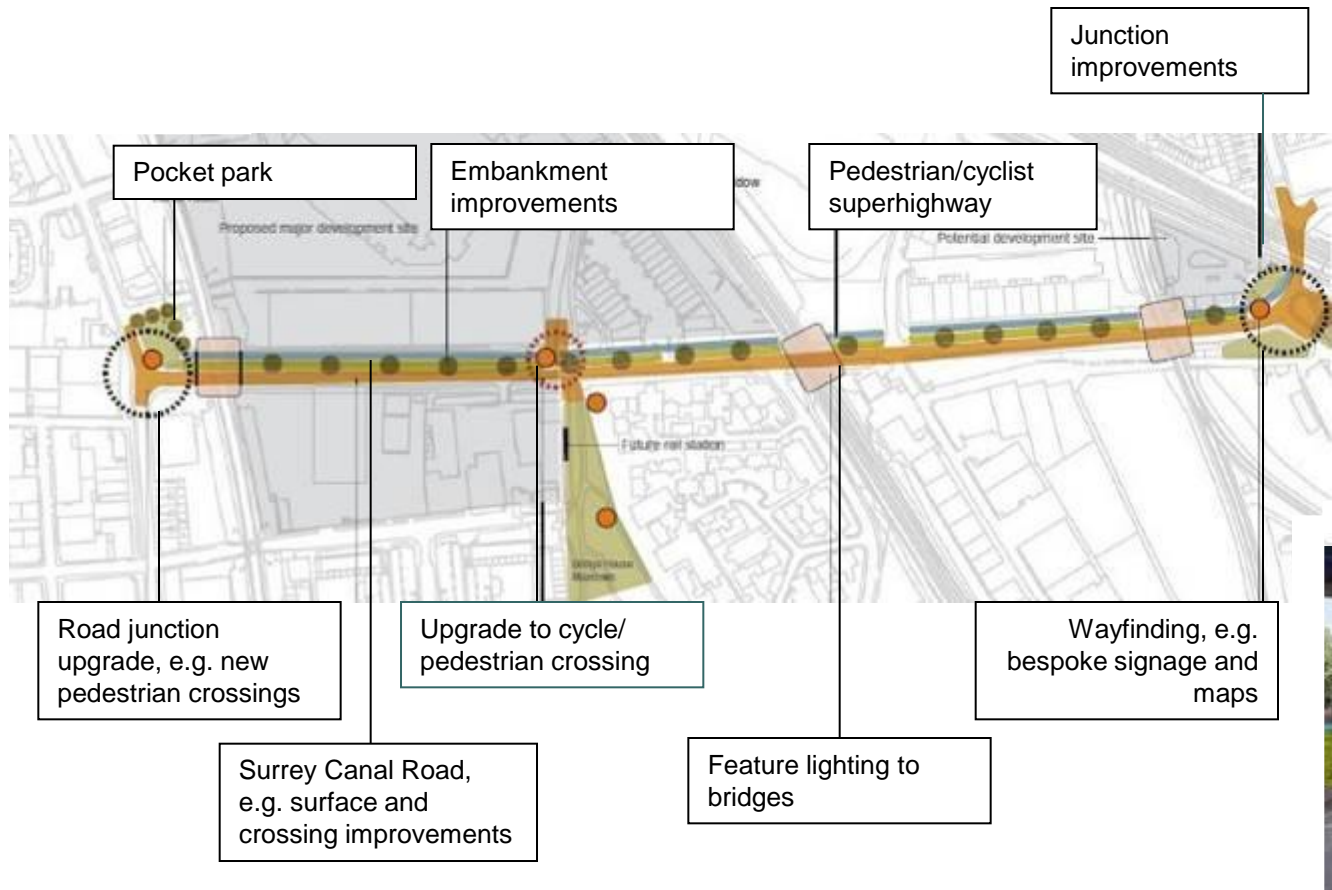 Junction
improvements
Pocket park
Embankment
improvements
dow
Pedestrian/cyclist
superhighway
Proposed major development site
Potential development site
Future rail station
Road junction
upgrade, e.g. new
pedestrian crossings
Upgrade to cycle/
pedestrian crossing
Wayfinding, e.g.
bespoke signage and
maps
Surrey Canal Road,
e.g. surface and
crossing improvements
Feature lighting to
bridges